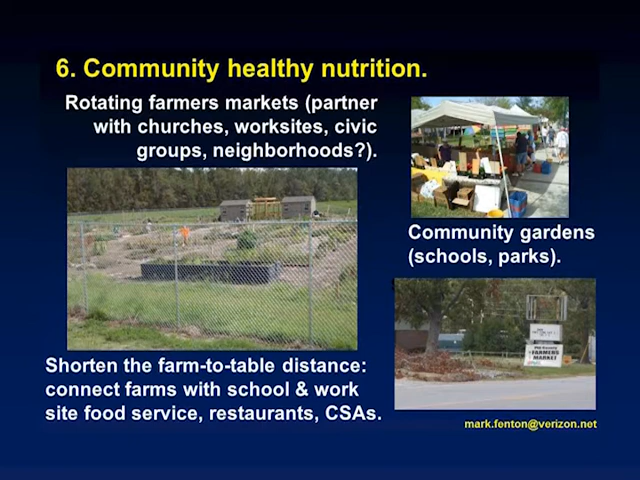 6. Community healthy nutrition.
Rotating farmers markets (partner
with churches, worksites, civic
groups, neighborhoods?).
Community gardens
(schools, parks).
FARMERS
MARKET
Shorten the farm-to-table distance:
connect farms with school & work
site food service, restaurants, CSAs.
mark.fenton@verizon.net